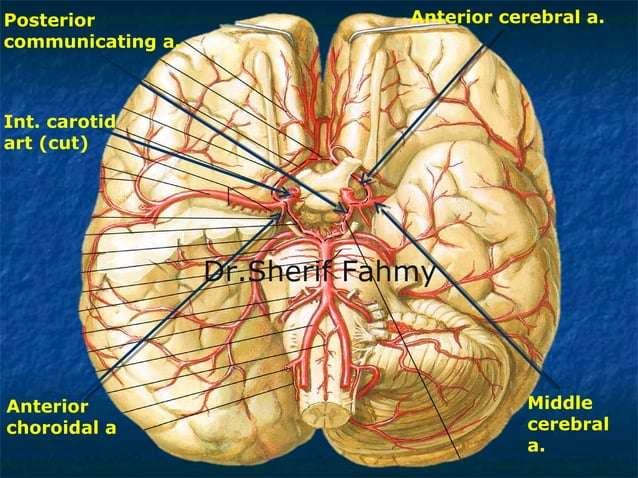 Posterior
communicating a.
Anterior cerebral a.
Int. carotid
art (cut)
Dr.Sherif Fahmy
Anterior
choroidal a
Middle
cerebral
a.